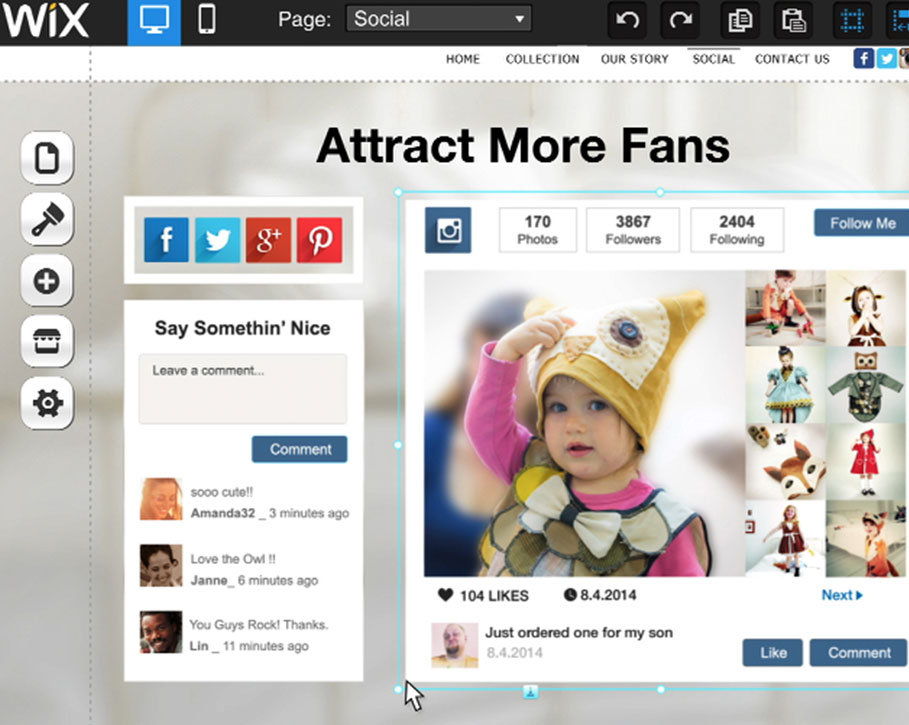 WiX
Page: Social
HOME COLLECTION OUR STORY SOCIAL CONTACT US
Attract More Fans
170
Photos
3867
Followers
2404
Following
Follow Me
Say Somethin' Nice
Leave a comment...
Comment
sooo cute!!
Amanda32 _ 3 minutes ago
Love the Owl !!
Janne_ 6 minutes ago
You Guys Rock! Thanks.
Lin _ 11 minutes ago
104 LIKES 8.4.2014 Next
Just ordered one for my son
8.4.2014
Like Comment